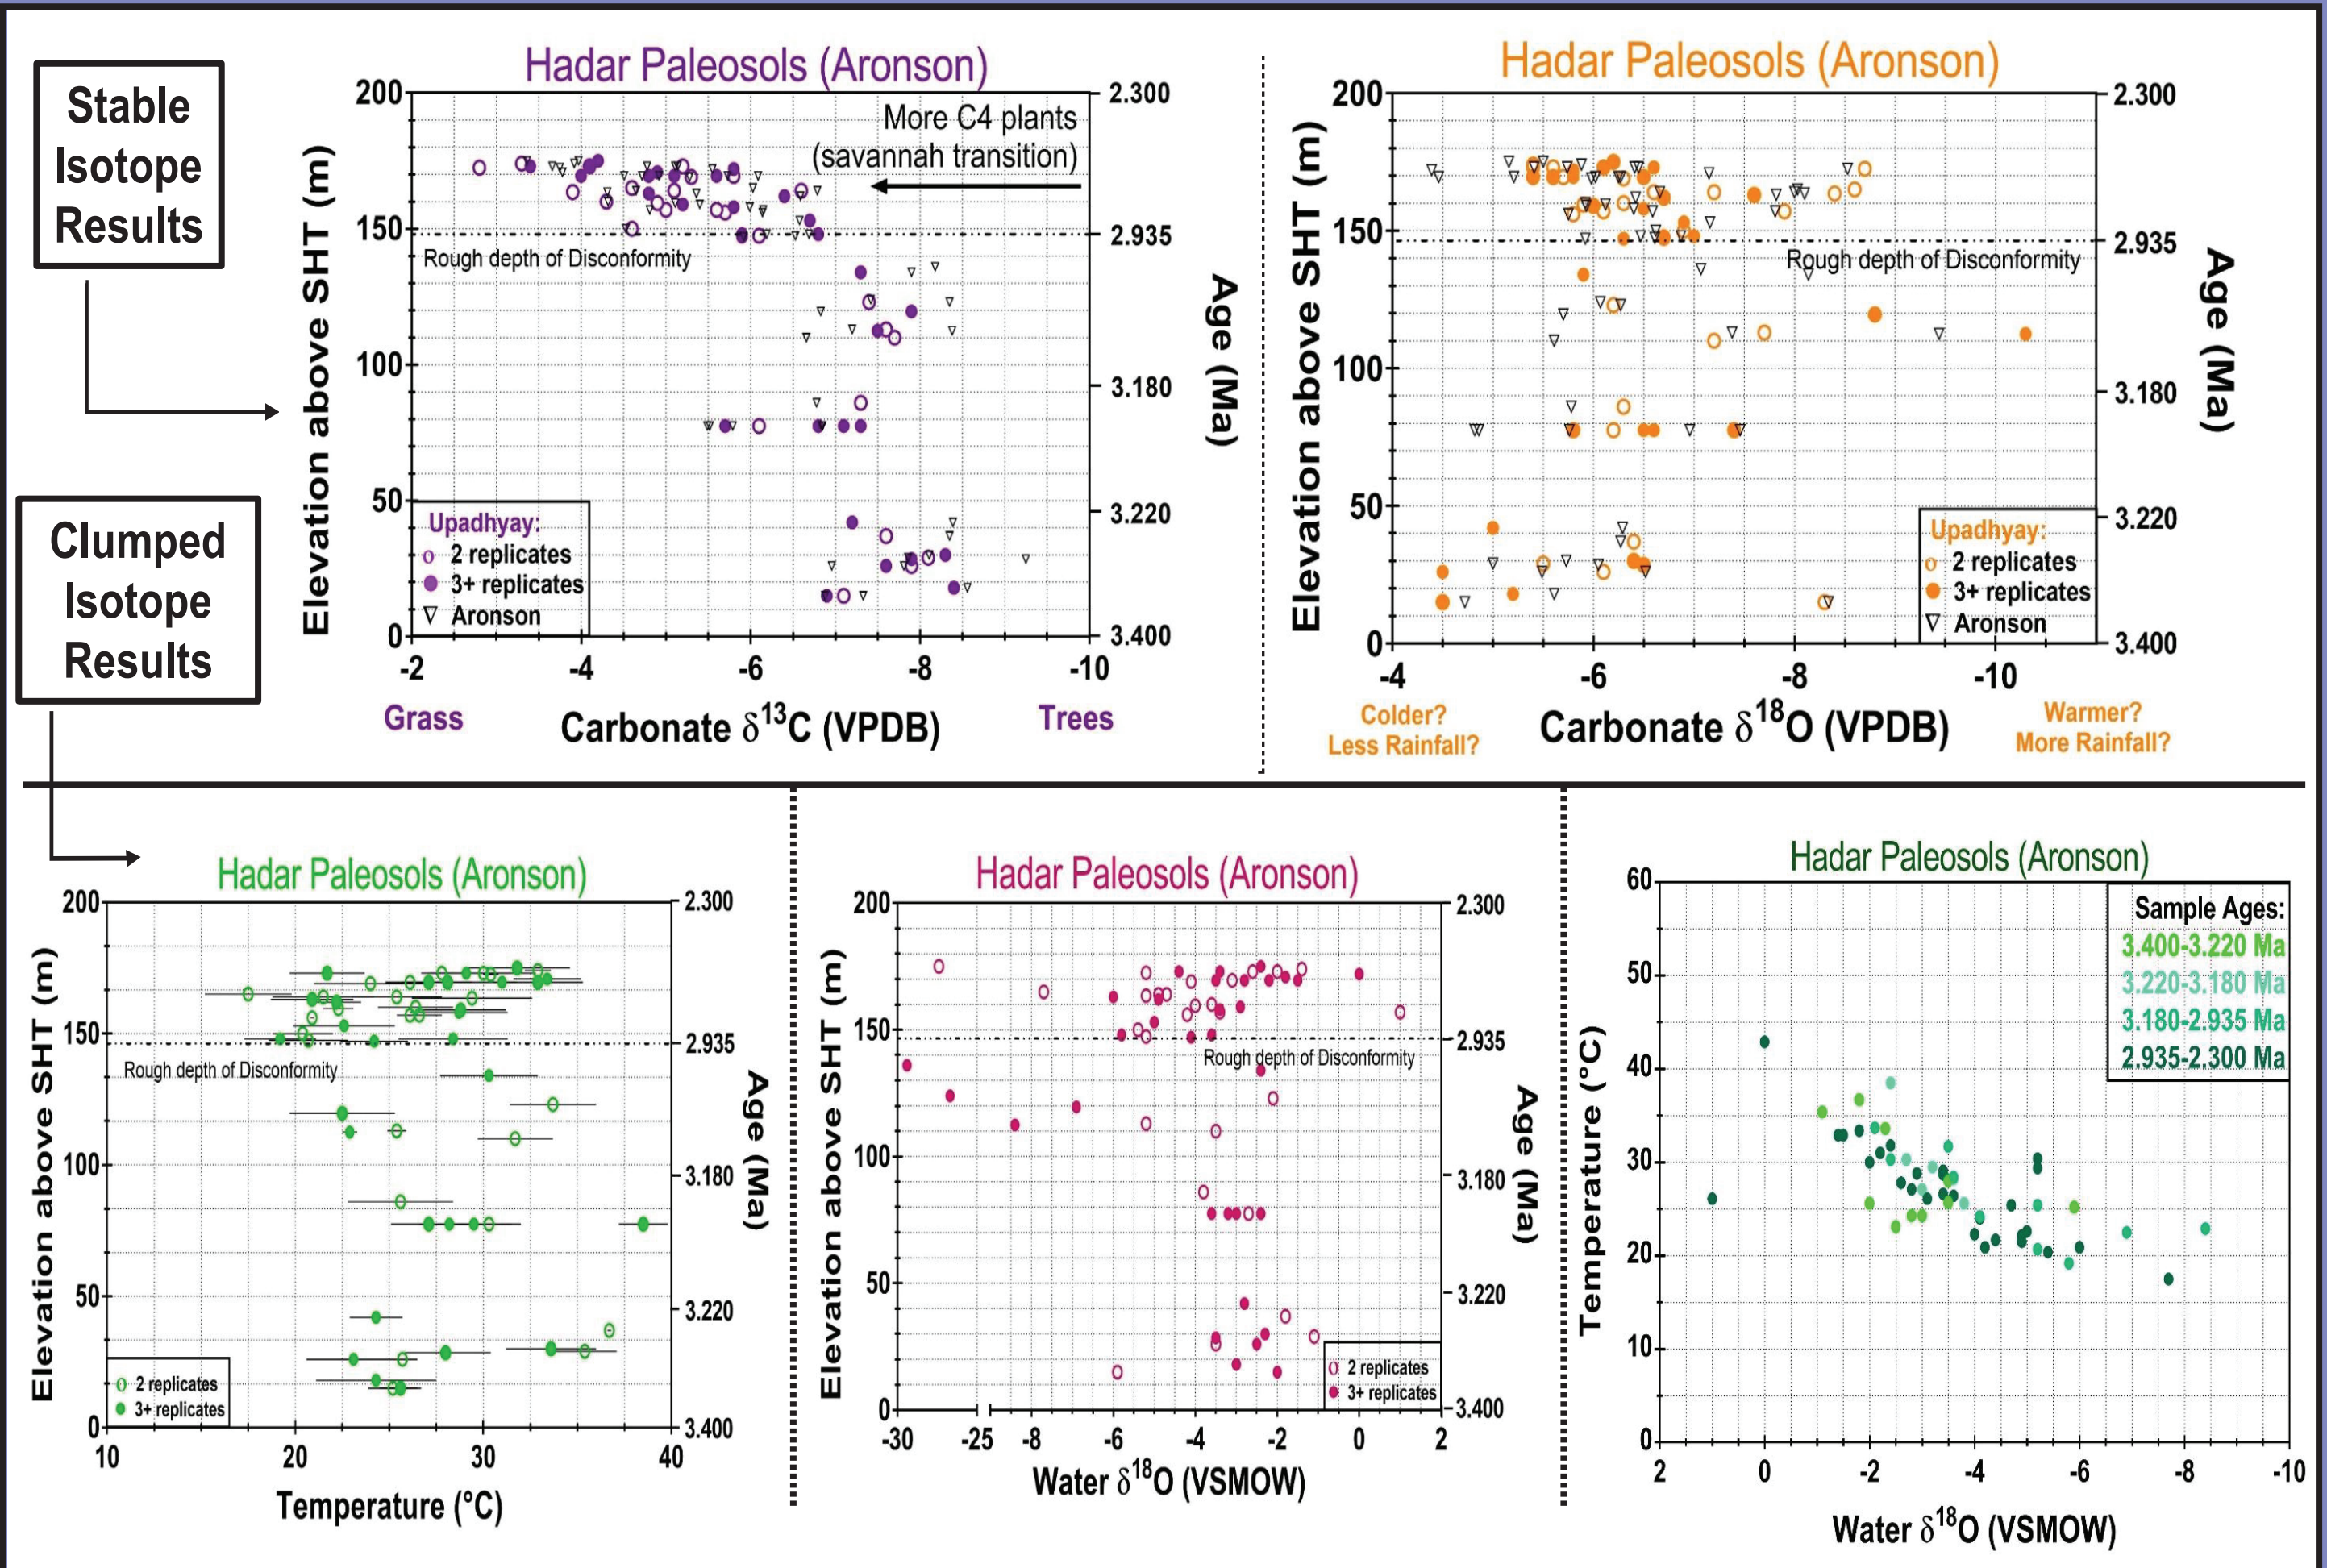 Stable
Isotope
Results
Hadar Paleosols (Aronson)
Elevation above SHT (m)
200
150
100
50
0
More C4 plants
(savannah transition)
Rough depth of Disconformity
Upadhyay:
2 replicates
3+ replicates
Aronson
2.300
2.935
3.180
3.220
3.400
Age (Ma)
-2 -4 -6 -8 -10
Grass
Carbonate δ¹³C (VPDB)
Trees
Hadar Paleosols (Aronson)
Elevation above SHT (m)
200
150
100
50
0
Rough depth of Disconformity
Upadhyay:
2 replicates
3+ replicates
Aronson
2.300
2.935
3.180
3.220
3.400
Age (Ma)
-4 -6 -8 -10
Colder?
Less Rainfall?
Carbonate δ¹⁸O (VPDB)
Warmer?
More Rainfall?
Clumped
Isotope
Results
Hadar Paleosols (Aronson)
Elevation above SHT (m)
200
150
100
50
0
Rough depth of Disconformity
2 replicates
3+ replicates
2.300
2.935
3.180
3.220
3.400
Age (Ma)
10 20 30 40
Temperature (°C)
Hadar Paleosols (Aronson)
Elevation above SHT (m)
200
150
100
50
0
Rough depth of Disconformity
2 replicates
3+ replicates
2.300
2.935
3.180
3.220
3.400
Age (Ma)
-30 -25 -8 -6 -4 -2 0 2
Water δ¹⁸O (VSMOW)
Hadar Paleosols (Aronson)
Temperature (°C)
60
50
40
30
20
10
0
Sample Ages:
3.400-3.220 Ma
3.220-3.180 Ma
3.180-2.935 Ma
2.935-2.300 Ma
2 0 -2 -4 -6 -8 -10
Water δ¹⁸O (VSMOW)